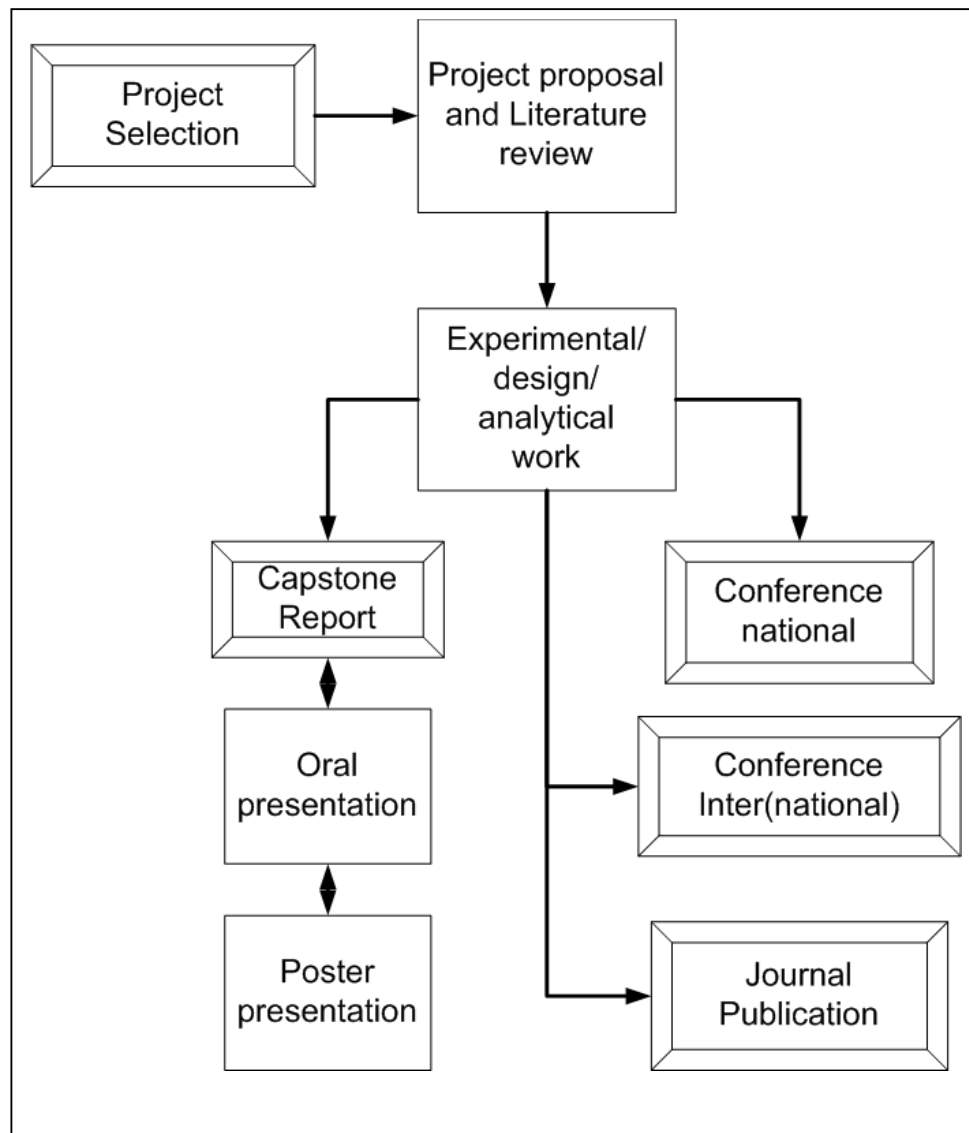 Project
Selection
Project proposal
and Literature
review
Experimental/
design/
analytical
work
Capstone
Report
Conference
national
Oral
presentation
Conference
Inter(national)
Poster
presentation
Journal
Publication